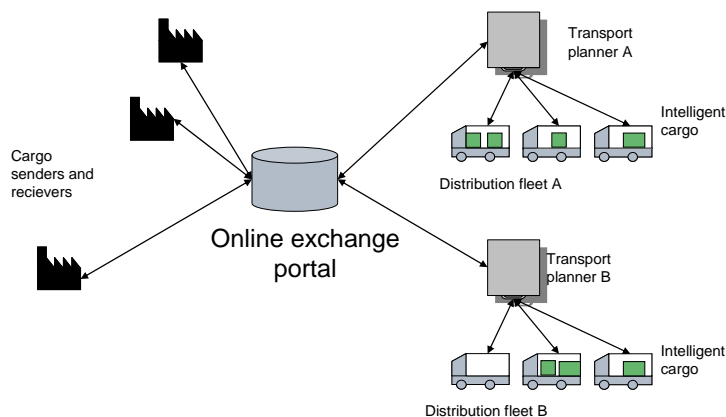 Transport
planner A
Intelligent
cargo
Cargo
senders and
recievers
Distribution fleet A
Online exchange
portal
Transport
planner B
Intelligent
cargo
Distribution fleet B